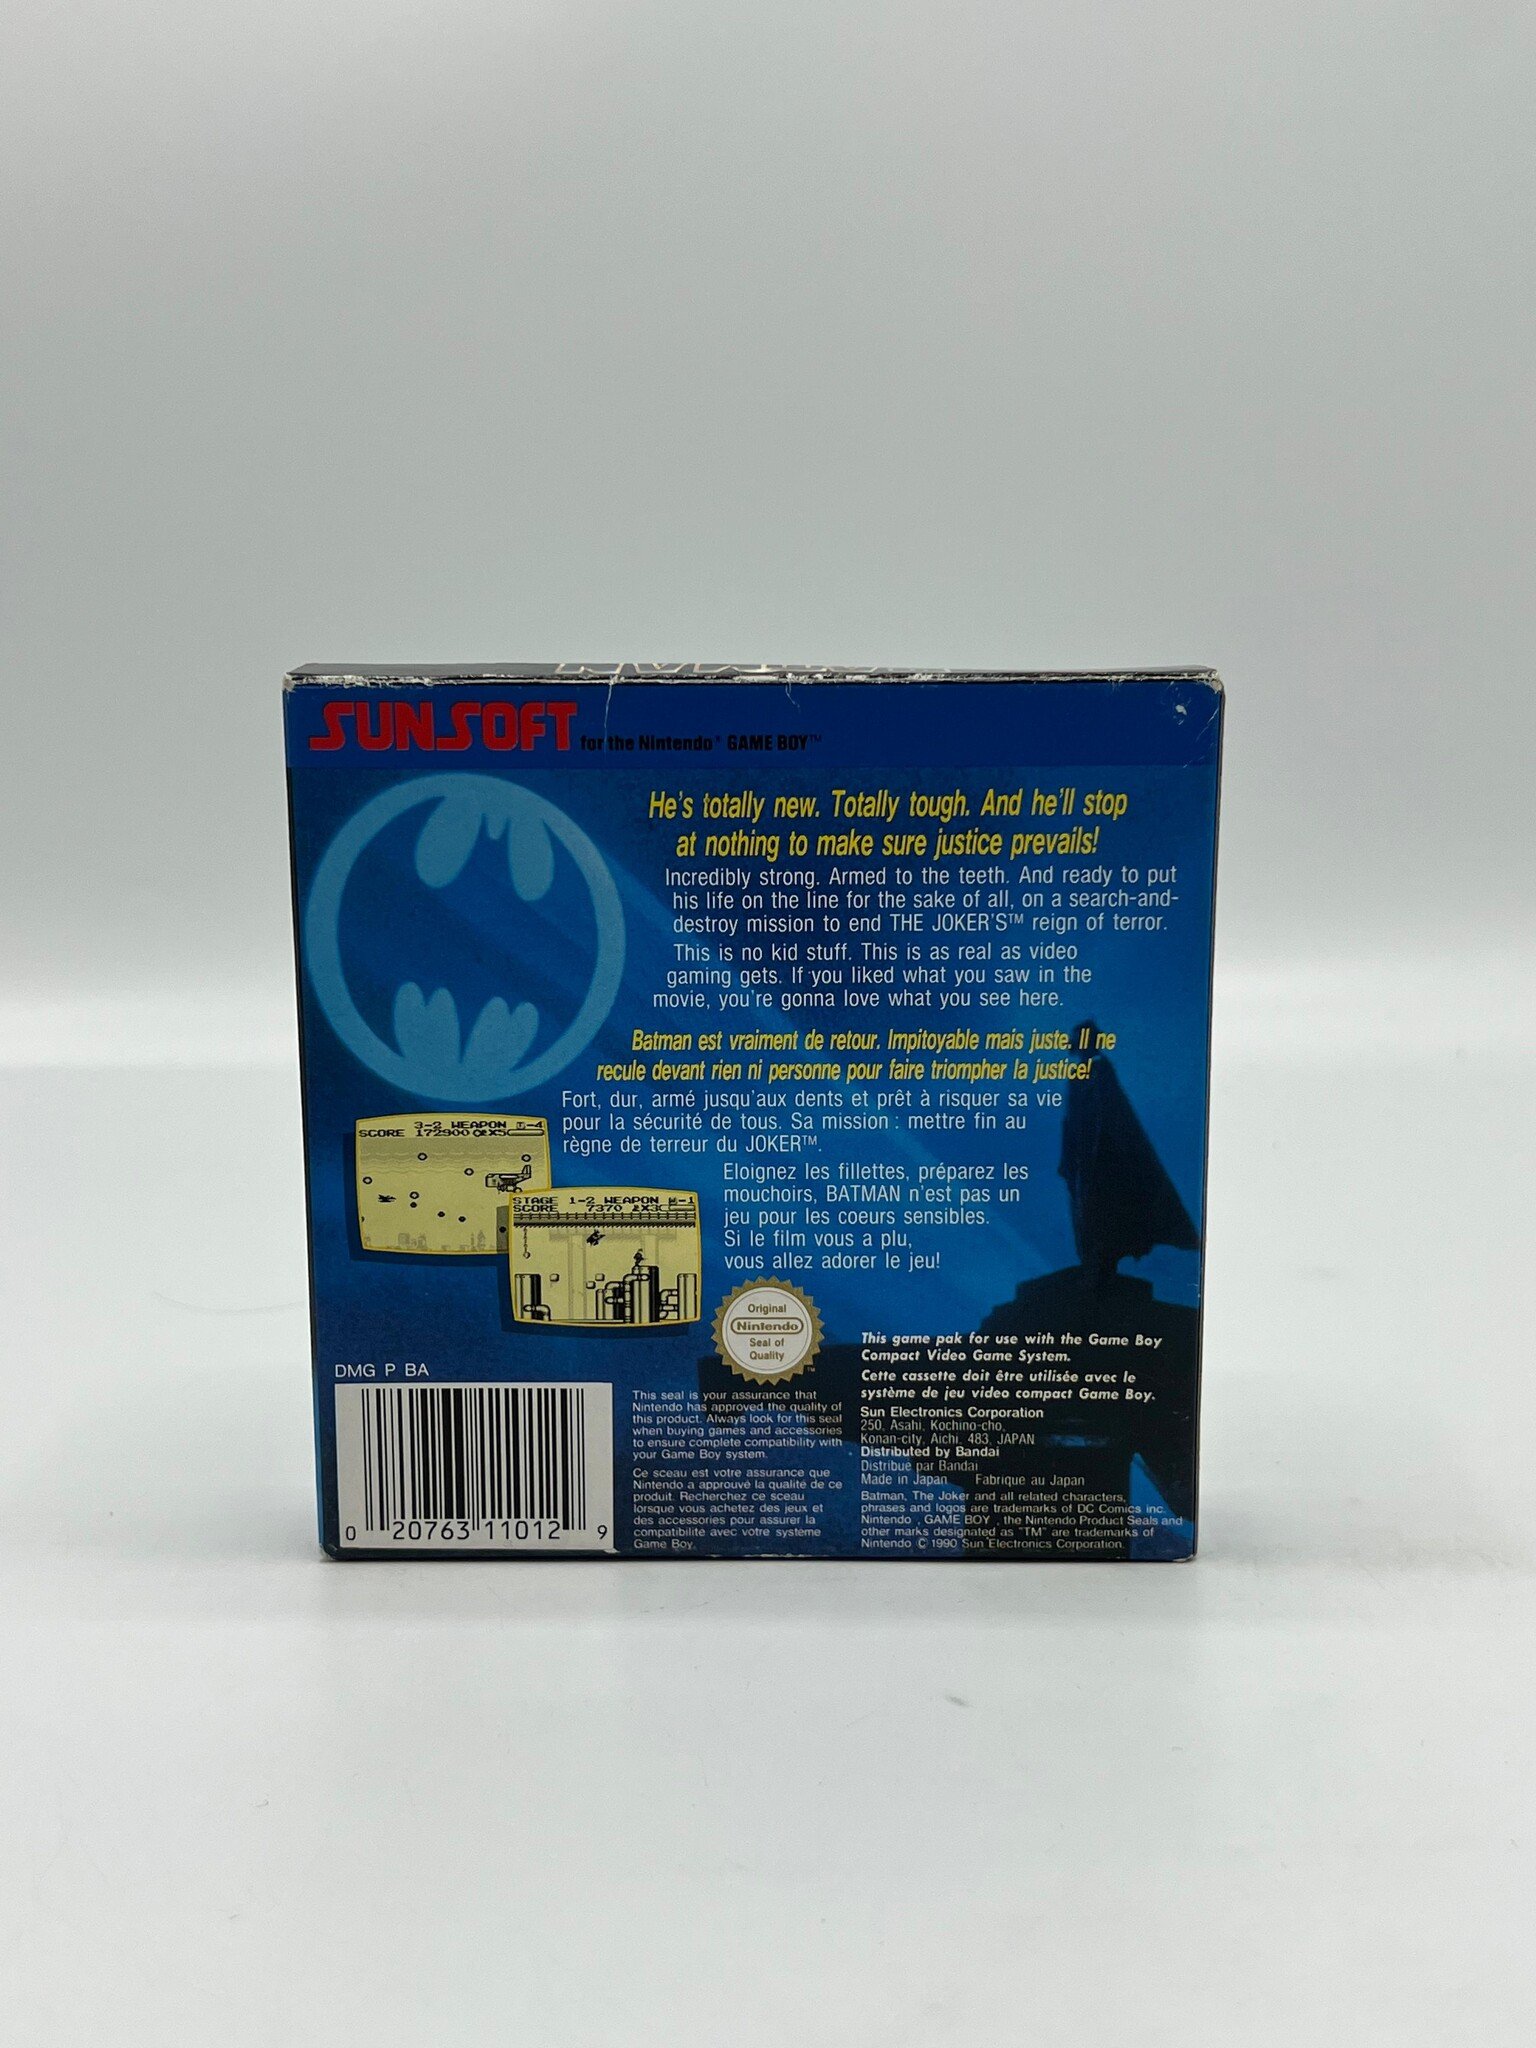 SUNSOFT for the Nintendo® GAME BOY™
He's totally new. Totally tough. And he'll stop
at nothing to make sure justice prevails!
Incredibly strong. Armed to the teeth. And ready to put
his life on the line for the sake of all, on a search-and-
destroy mission to end THE JOKER'S™ reign of terror.
This is no kid stuff. This is as real as video
gaming gets. If you liked what you saw in the
movie, you're gonna love what you see here.
Batman est vraiment de retour. Impitoyable mais juste. Il ne
recule devant rien ni personne pour faire triompher la justice!
Fort, dur, armé jusqu'aux dents et prêt à risquer sa vie
pour la sécurité de tous. Sa mission : mettre fin au
règne de terreur du JOKER™.
Eloignez les fillettes, préparez les
mouchoirs, BATMAN n'est pas un
jeu pour les coeurs sensibles.
Si le film vous a plu,
vous allez adorer le jeu!
3-2 WEAPON -4
SCORE 172900 X5
STAGE 1-2 WEAPON -1
SCORE 7370 X3
Original
Nintendo
Seal of
Quality
TM
DMG P BA
0 20763 11012 9
This seal is your assurance that
Nintendo has approved the quality of
this product. Always look for this seal
when buying games and accessories
to ensure complete compatibility with
your Game Boy system.
Ce sceau est votre assurance que
Nintendo a approuvé la qualité de ce
produit. Recherchez ce sceau
lorsque vous achetez des jeux et
des accessories pour assurer la
compatibilité avec votre système
Game Boy.
This game pak for use with the Game Boy
Compact Video Game System.
Cette cassette doit être utilisée avec le
système de jeu video compact Game Boy.
Sun Electronics Corporation
250, Asahi, Kochino-cho,
Konan-city, Aichi, 483, JAPAN
Distributed by Bandai
Distribue par Bandai
Made in Japan Fabrique au Japan
Batman, The Joker and all related characters,
phrases and logos are trademarks of DC Comics inc.
Nintendo , GAME BOY , the Nintendo Product Seals and
other marks designated as "TM" are trademarks of
Nintendo © 1990 Sun Electronics Corporation.